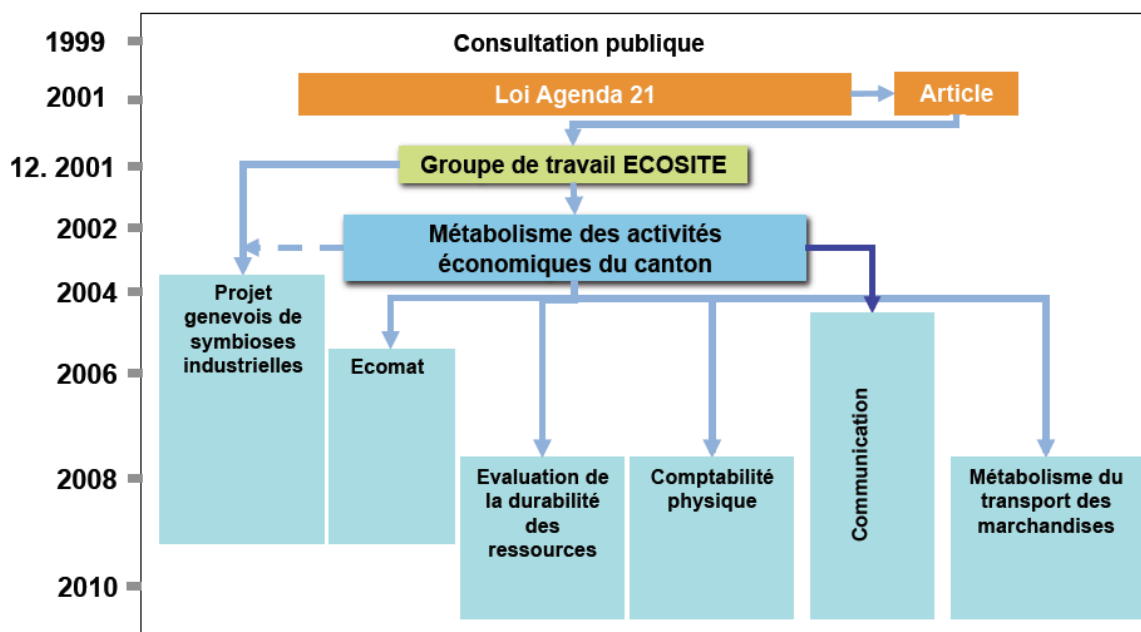 1999
Consultation publique
2001
Loi Agenda 21
Article
12. 2001
Groupe de travail ECOSITE
2002
Métabolisme des activités
économiques du canton
2004
Projet
genevois de
symbioses
industrielles
2006
Ecomat
2008
Evaluation de
la durabilité
des
ressources
Comptabilité
physique
Communication
Métabolisme du
transport des
marchandises
2010